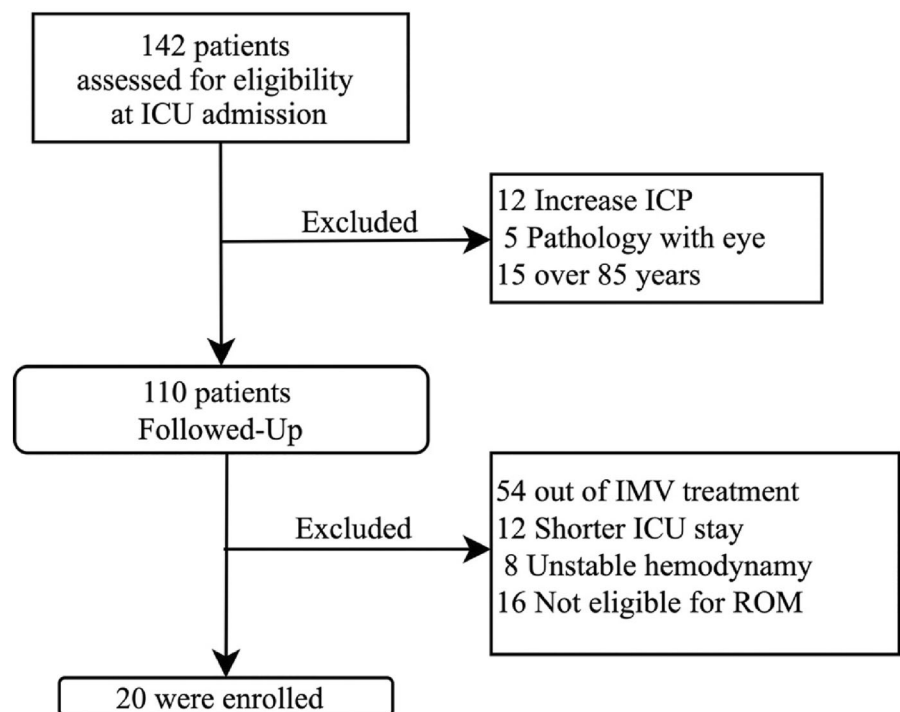 142 patients
assessed for eligibility
at ICU admission
Excluded
12 Increase ICP
5 Pathology with eye
15 over 85 years
110 patients
Followed-Up
Excluded
54 out of IMV treatment
12 Shorter ICU stay
8 Unstable hemodynamy
16 Not eligible for ROM
20 were enrolled